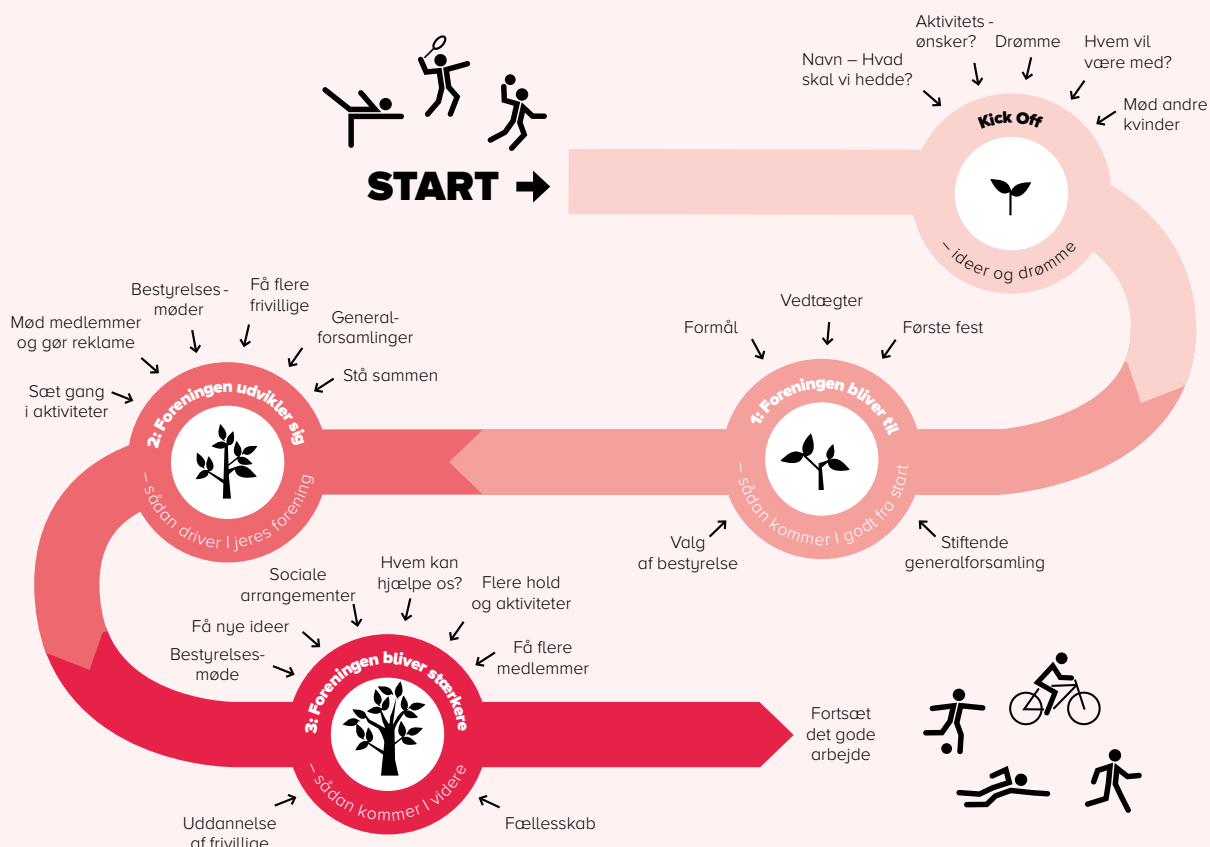 START
Navn – Hvad
skal vi hedde?
Aktivitets-
ønsker?
Drømme
Hvem vil
være med?
Mød andre
kvinder
Kick Off
– ideer og drømme
Formål
Vedtægter
Første fest
1: Foreningen bliver til
– sådan kommer I godt fra start
Valg
af bestyrelse
Stiftende
generalforsamling
Sæt gang
i aktiviteter
Mød medlemmer
og gør reklame
Bestyrelses-
møder
Få flere
frivillige
General-
forsamlinger
Stå sammen
2: Foreningen udvikler sig
– sådan driver I jeres forening
Bestyrelses-
møde
Få nye ideer
Sociale
arrangementer
Hvem kan
hjælpe os?
Flere hold
og aktiviteter
Få flere
medlemmer
3: Foreningen bliver stærkere
– sådan kommer I videre
Uddannelse
af frivillige
Fællesskab
Fortsæt
det gode
arbejde